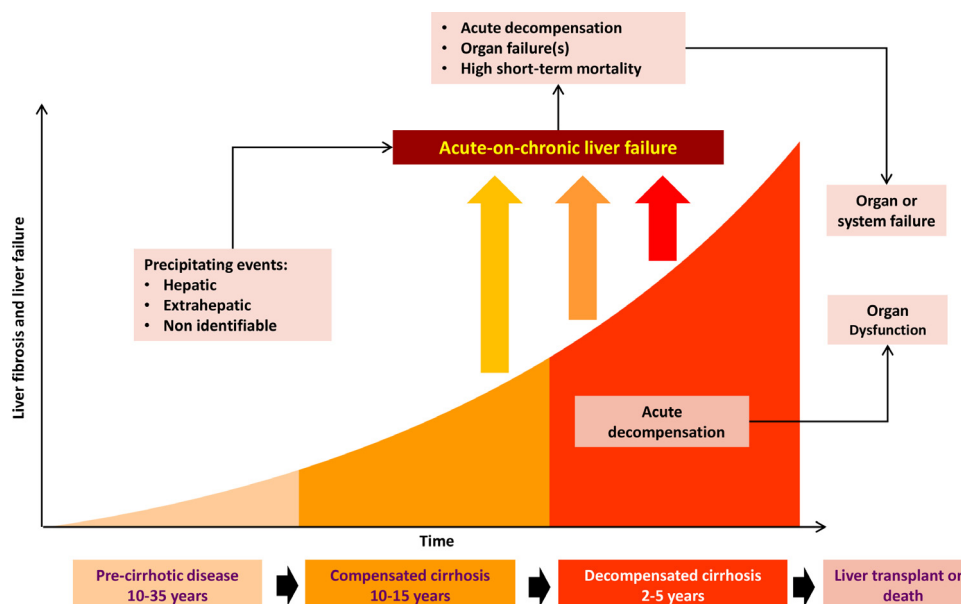 • Acute decompensation
• Organ failure(s)
• High short-term mortality
Acute-on-chronic liver failure
Organ or
system failure
Precipitating events:
• Hepatic
• Extrahepatic
• Non identifiable
Organ
Dysfunction
Acute
decompensation
Liver fibrosis and liver failure
Time
Pre-cirrhotic disease
10-35 years
Compensated cirrhosis
10-15 years
Decompensated cirrhosis
2-5 years
Liver transplant or
death